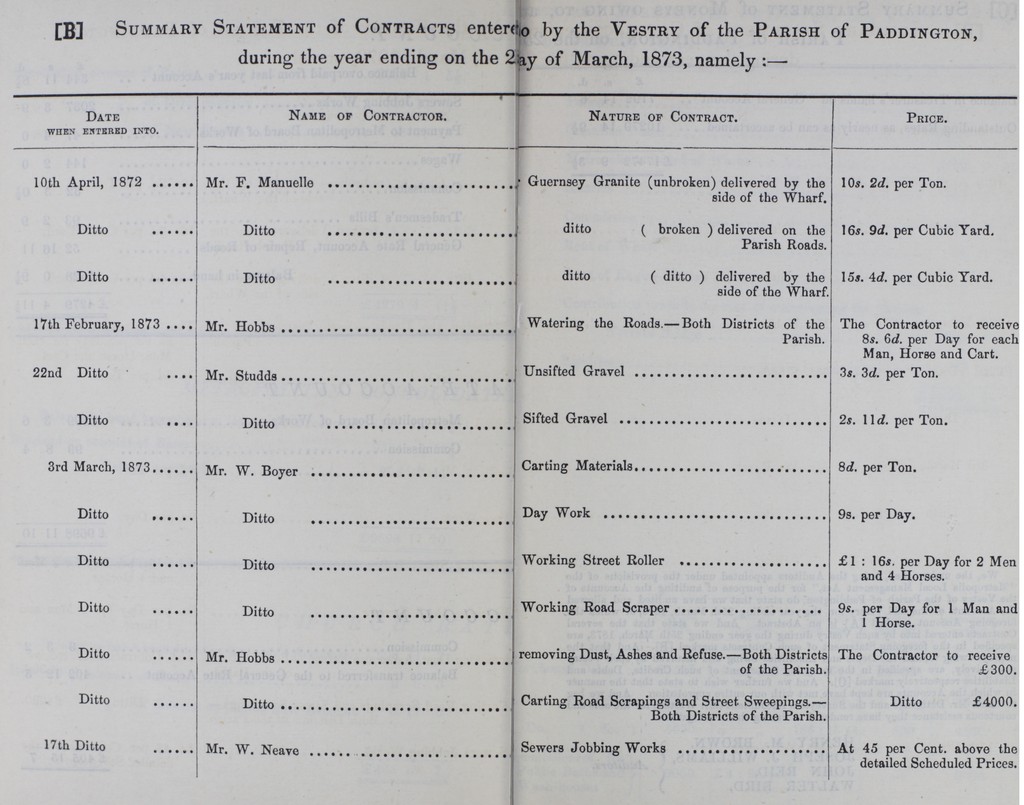 [B] SUMMARY STATEMENT of CONTRACTS entere o by the VESTRY of the PARISH of PADDINGTON,
during the year ending on the 2 ay of March, 1873, namely :—
DATE WHEN ENTERED INTO. NAME OF CONTRACTOR. NATURE OF CONTRACT. PRICE.
10th April, 1872 ...... Mr. F. Manuelle ........................ Guernsey Granite (unbroken) delivered by the 10s. 2d. per Ton.
side of the Wharf.
Ditto ...... Ditto ........................ ditto ( broken ) delivered on the 16s. 9d. per Cubic Yard.
Parish Roads.
Ditto ...... Ditto ........................ ditto ( ditto ) delivered by the 15s. 4d. per Cubic Yard.
side of the Wharf.
17th February, 1873 .... Mr. Hobbs ............................. Watering the Roads.—Both Districts of the The Contractor to receive
Parish. 8s. 6d. per Day for each
Man, Horse and Cart.
22nd Ditto .... Mr. Studds ............................. Unsifted Gravel ........................ 3s. 3d. per Ton.
Ditto .... Ditto ............................. Sifted Gravel .......................... 2s. 11d. per Ton.
3rd March, 1873...... Mr. W. Boyer ......................... Carting Materials........................ 8d. per Ton.
Ditto ...... Ditto ......................... Day Work ............................ 9s. per Day.
Ditto ...... Ditto ......................... Working Street Roller .................. £1 : 16s. per Day for 2 Men
and 4 Horses.
Ditto ...... Ditto ......................... Working Road Scraper ................... 9s. per Day for 1 Man and
1 Horse.
Ditto ...... Mr. Hobbs ............................. removing Dust, Ashes and Refuse.—Both Districts The Contractor to receive
of the Parish. £300.
Ditto ...... Ditto ............................. Carting Road Scrapings and Street Sweepings.— Ditto £4000.
Both Districts of the Parish.
17th Ditto ...... Mr. W. Neave ......................... Sewers Jobbing Works ................... At 45 per Cent. above the
detailed Scheduled Prices.